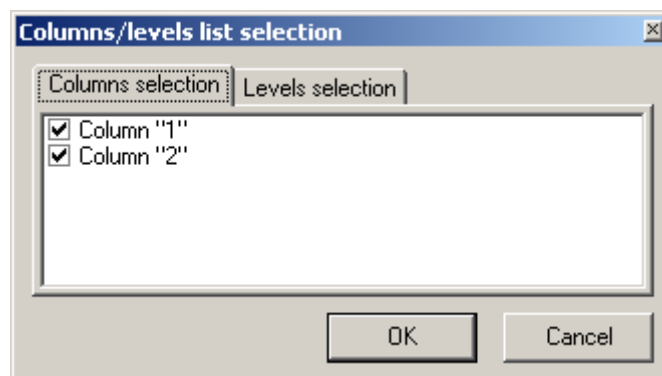 Columns/levels list selection
Columns selection Levels selection
Column "1"
Column "2"
OK Cancel